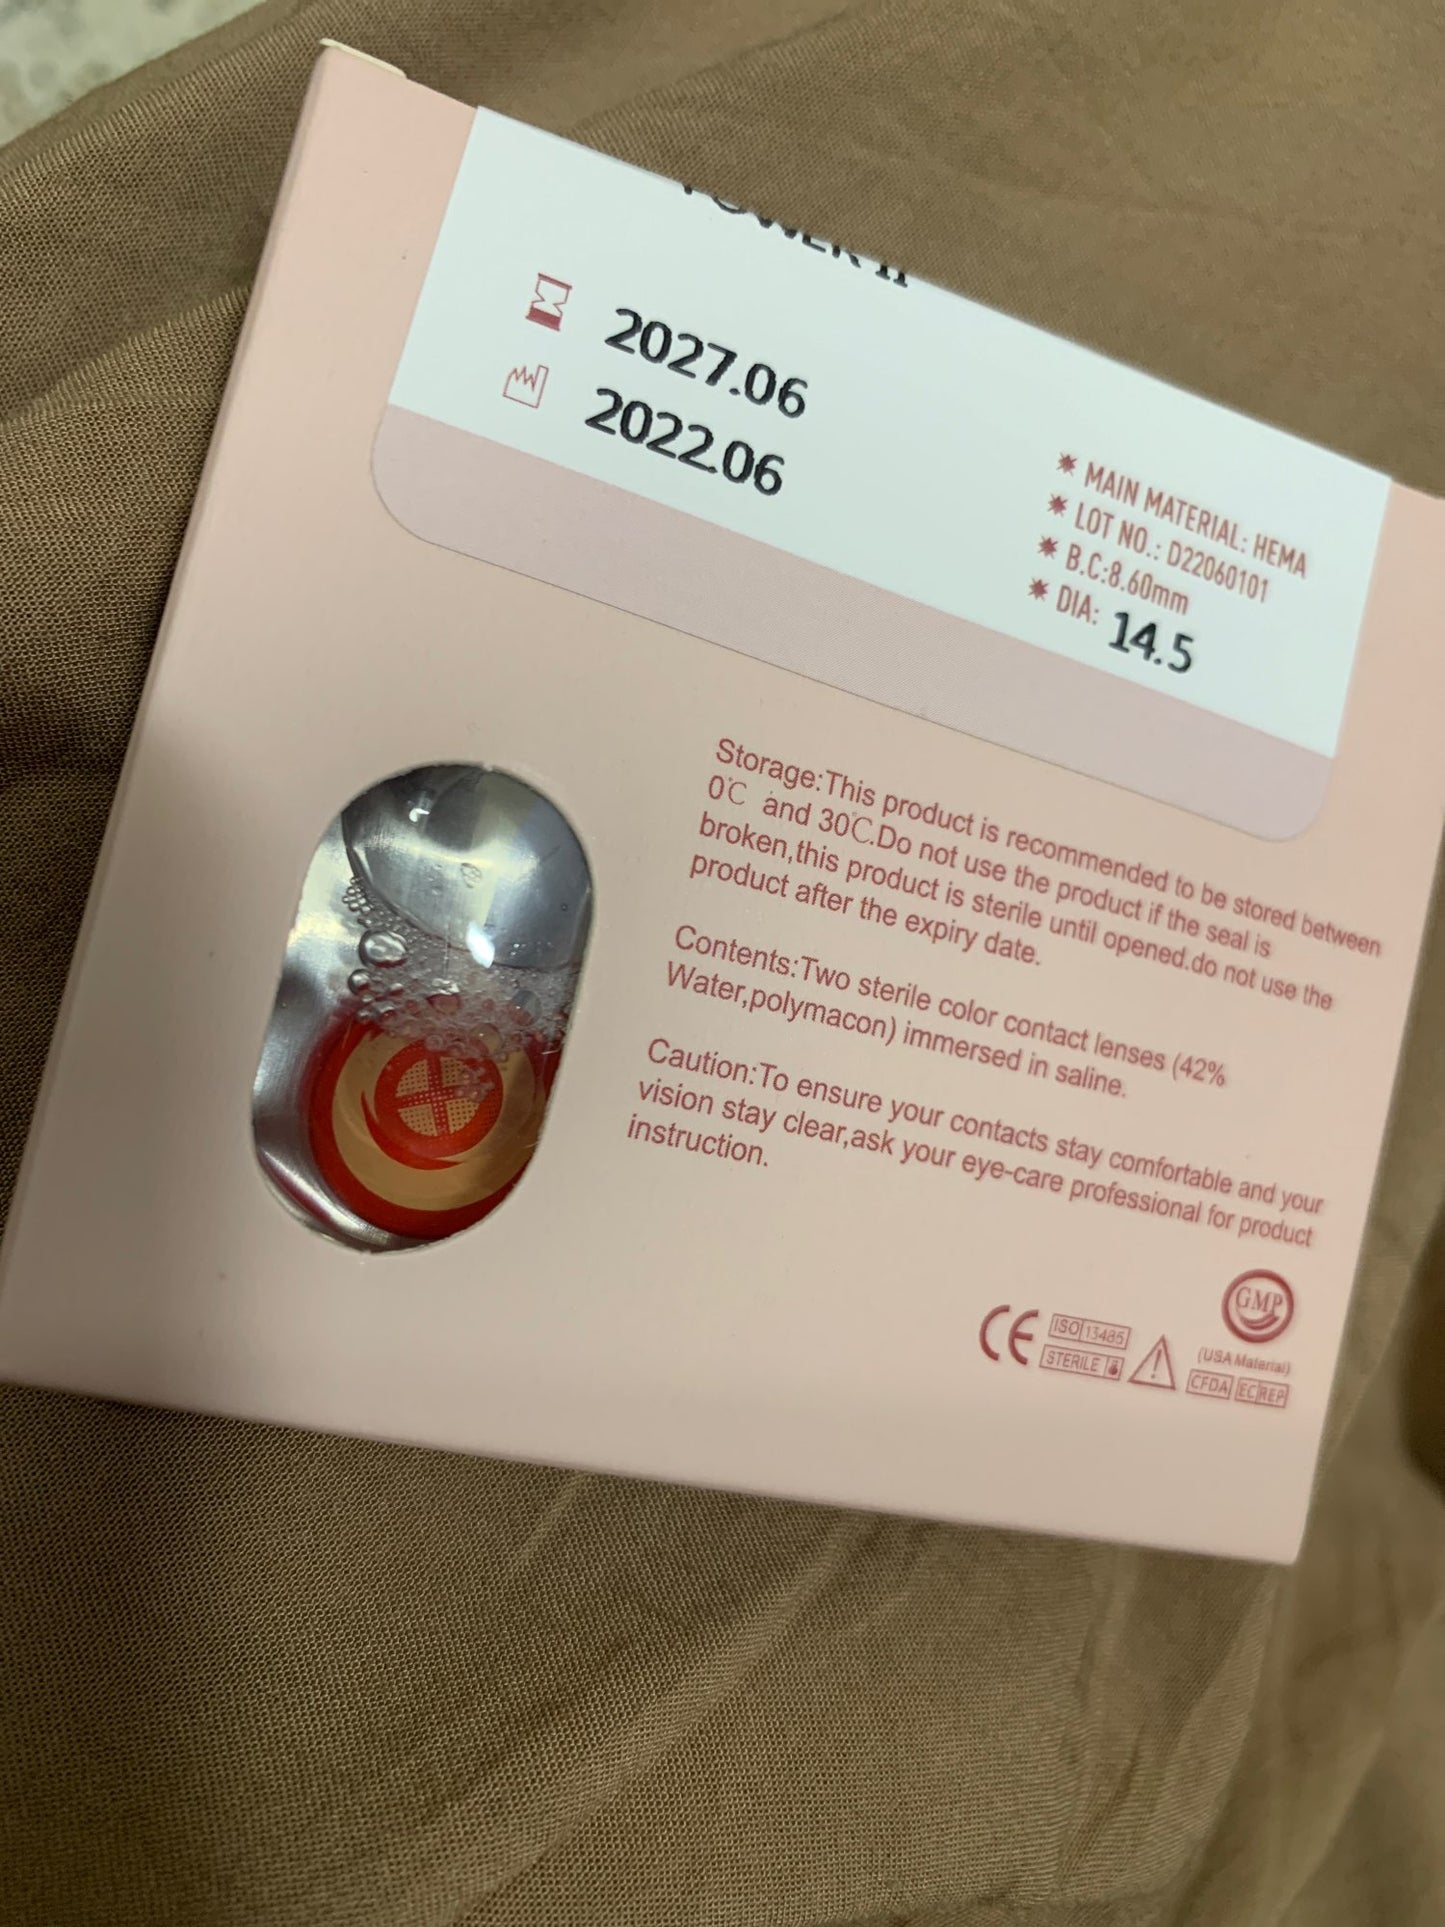 POWER II
2027.06
2022.06
✷ MAIN MATERIAL: HEMA
✷ LOT NO.: D22060101
✷ B.C:8.60mm
✷ DIA: 14.5
Storage:This product is recommended to be stored between
0℃ and 30℃.Do not use the product if the seal is
broken,this product is sterile until opened.do not use the
product after the expiry date.
Contents:Two sterile color contact lenses (42%
Water,polymacon) immersed in saline.
Caution:To ensure your contacts stay comfortable and your
vision stay clear,ask your eye-care professional for product
instruction.
GMP
CE ISO 13485
STERILE
(USA Material)
CFDA EC REP